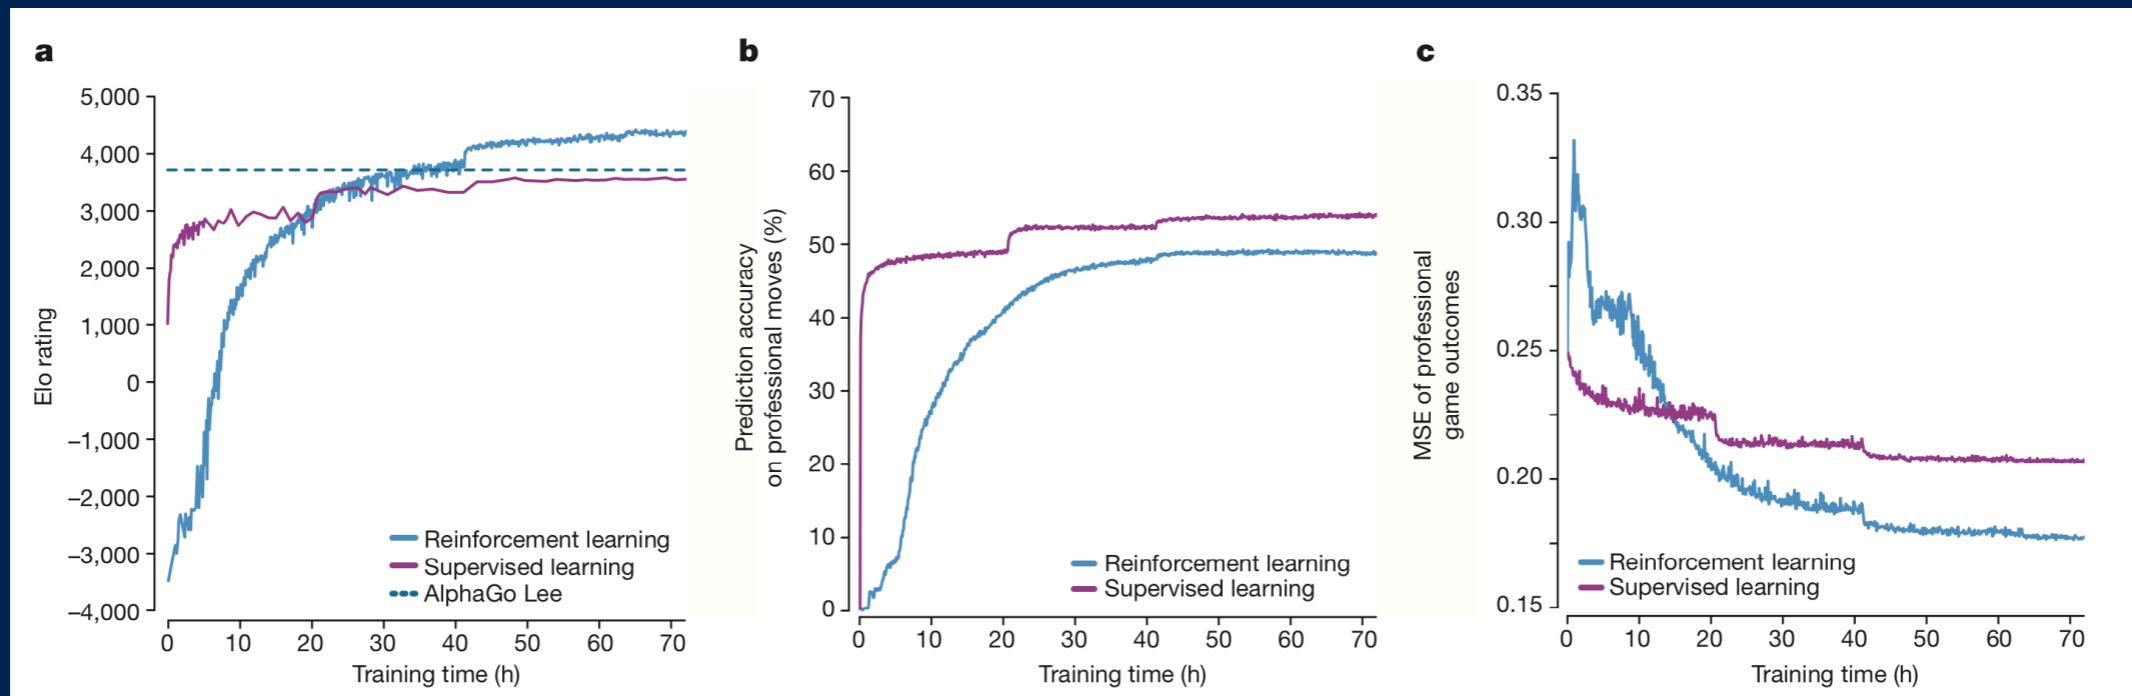 a
5,000
4,000
3,000
2,000
1,000
0
–1,000
–2,000
–3,000
–4,000
Elo rating
Reinforcement learning
Supervised learning
AlphaGo Lee
0 10 20 30 40 50 60 70
Training time (h)
b
70
60
50
40
30
20
10
0
Prediction accuracy
on professional moves (%)
Reinforcement learning
Supervised learning
0 10 20 30 40 50 60 70
Training time (h)
c
0.35
0.30
0.25
0.20
0.15
MSE of professional
game outcomes
Reinforcement learning
Supervised learning
0 10 20 30 40 50 60 70
Training time (h)